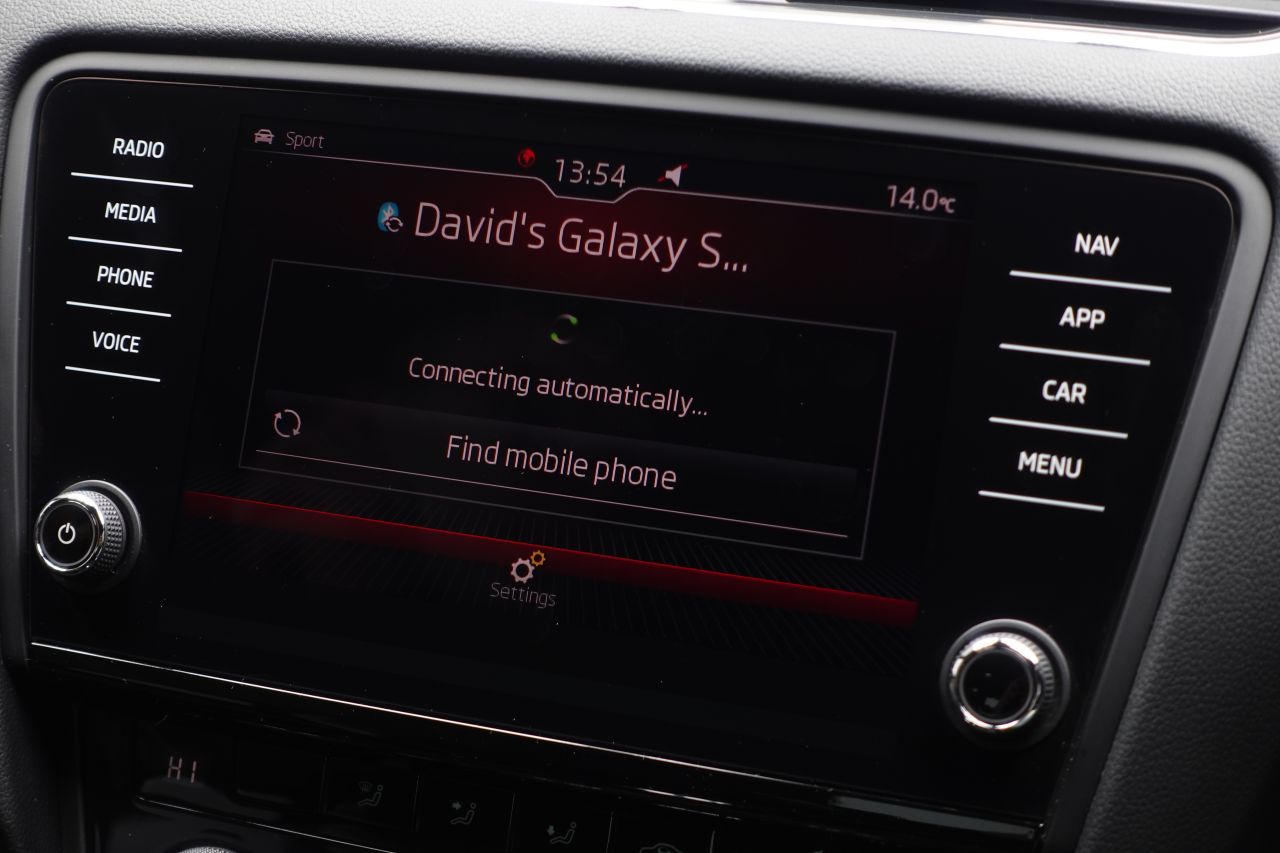 RADIO
MEDIA
PHONE
VOICE
Sport
13:54
14.0°C
David's Galaxy S...
Connecting automatically...
Find mobile phone
Settings
NAV
APP
CAR
MENU
HI